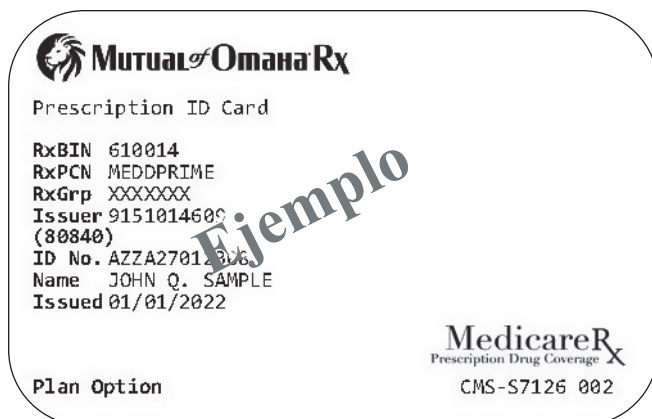 Mutual of Omaha Rx
Prescription ID Card
RxBIN 610014
RxPCN MEDDPRIME
RxGrp XXXXXXX
Issuer 9151014609
(80840)
ID No.
Name JOHN Q. SAMPLE
Issued 01/01/2022
Ejemplo
MedicareRx
Prescription Drug Coverage
Plan Option
CMS-S7126 002